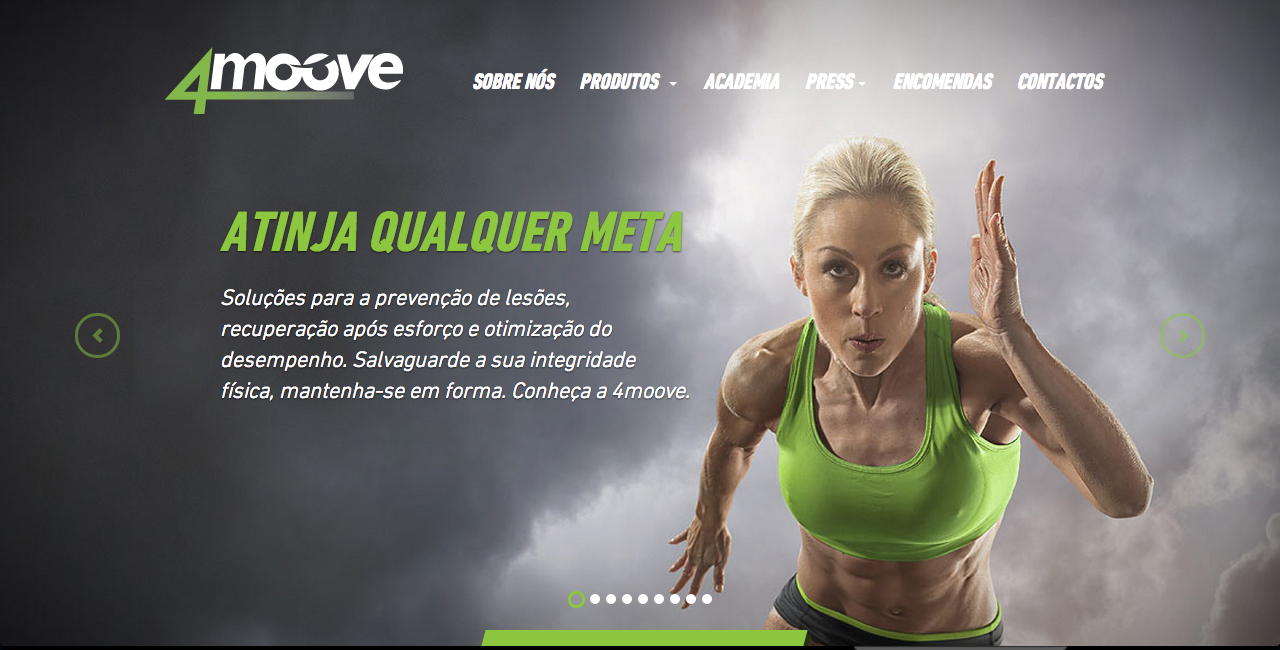 4moove
SOBRE NÓS PRODUTOS ACADEMIA PRESS ENCOMENDAS CONTACTOS
ATINJA QUALQUER META
Soluções para a prevenção de lesões,
recuperação após esforço e otimização do
desempenho. Salvaguarde a sua integridade
física, mantenha-se em forma. Conheça a 4moove.